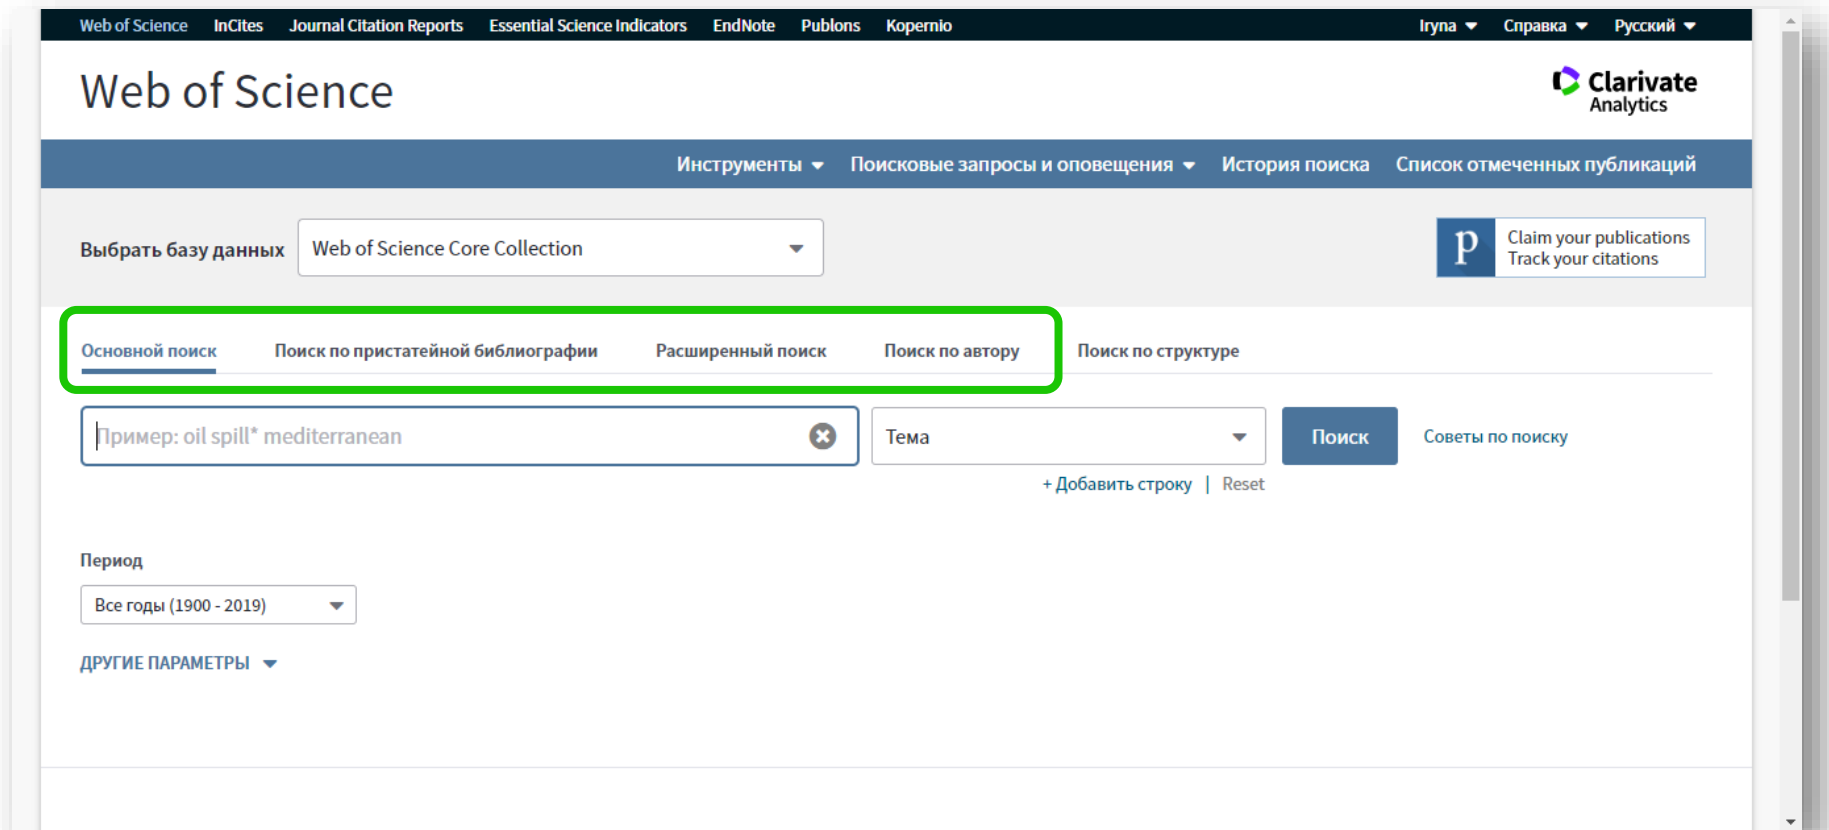 Web of Science InCites Journal Citation Reports Essential Science Indicators EndNote Publons Kopernio Iryna Справка Русский
Web of Science
Clarivate
Analytics
Инструменты Поисковые запросы и оповещения История поиска Список отмеченных публикаций
Выбрать базу данных Web of Science Core Collection
p Claim your publications
Track your citations
Основной поиск Поиск по пристатейной библиографии Расширенный поиск Поиск по автору Поиск по структуре
Пример: oil spill* mediterranean Тема Поиск Советы по поиску
+ Добавить строку | Reset
Период
Все годы (1900 - 2019)
ДРУГИЕ ПАРАМЕТРЫ